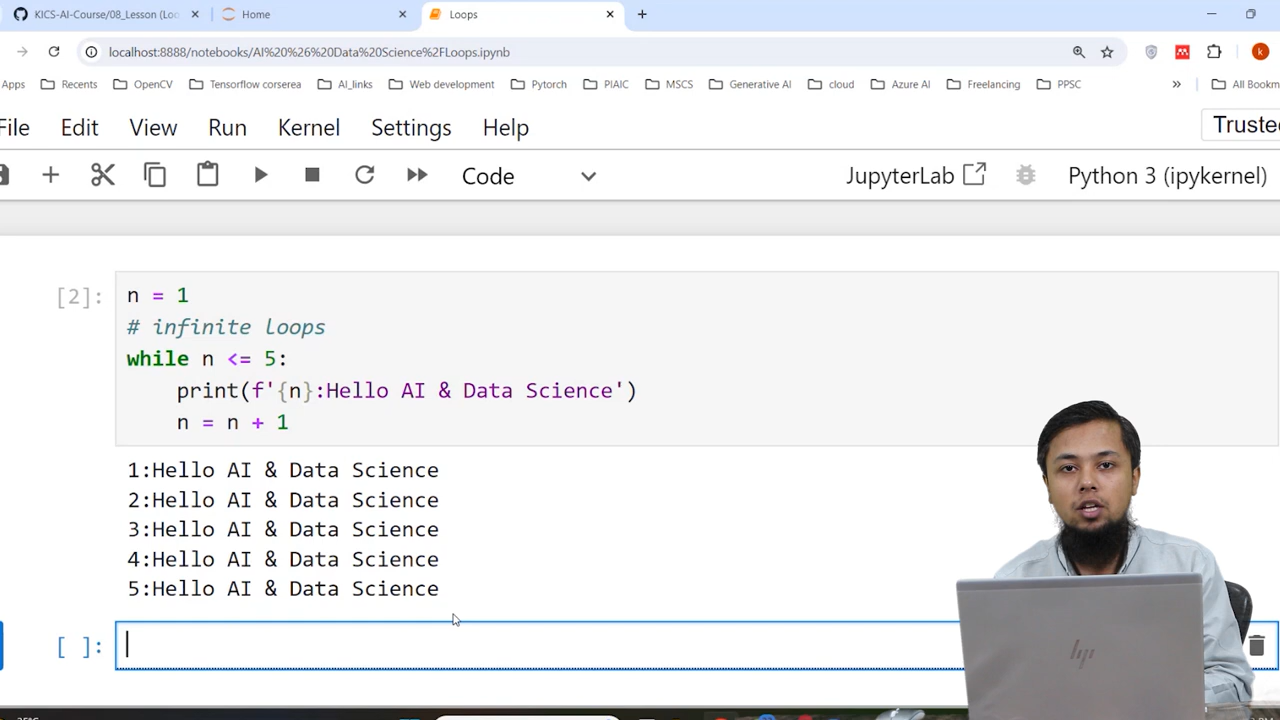 KICS-AI-Course/08_Lesson (Loo
Home
Loops
localhost:8888/notebooks/AI%20%26%20Data%20Science%2FLoops.ipynb
k
Apps
Recents
OpenCV
Tensorflow corserea
AI_links
Web development
Pytorch
PIAIC
MSCS
Generative AI
cloud
Azure AI
Freelancing
PPSC
»
All Bookm
File
Edit
View
Run
Kernel
Settings
Help
Truste
Code
JupyterLab
Python 3 (ipykernel)
[2]:
n = 1
# infinite loops
while n <= 5:
print(f'{n}:Hello AI & Data Science')
n = n + 1
1:Hello AI & Data Science
2:Hello AI & Data Science
3:Hello AI & Data Science
4:Hello AI & Data Science
5:Hello AI & Data Science
[ ]:
hp